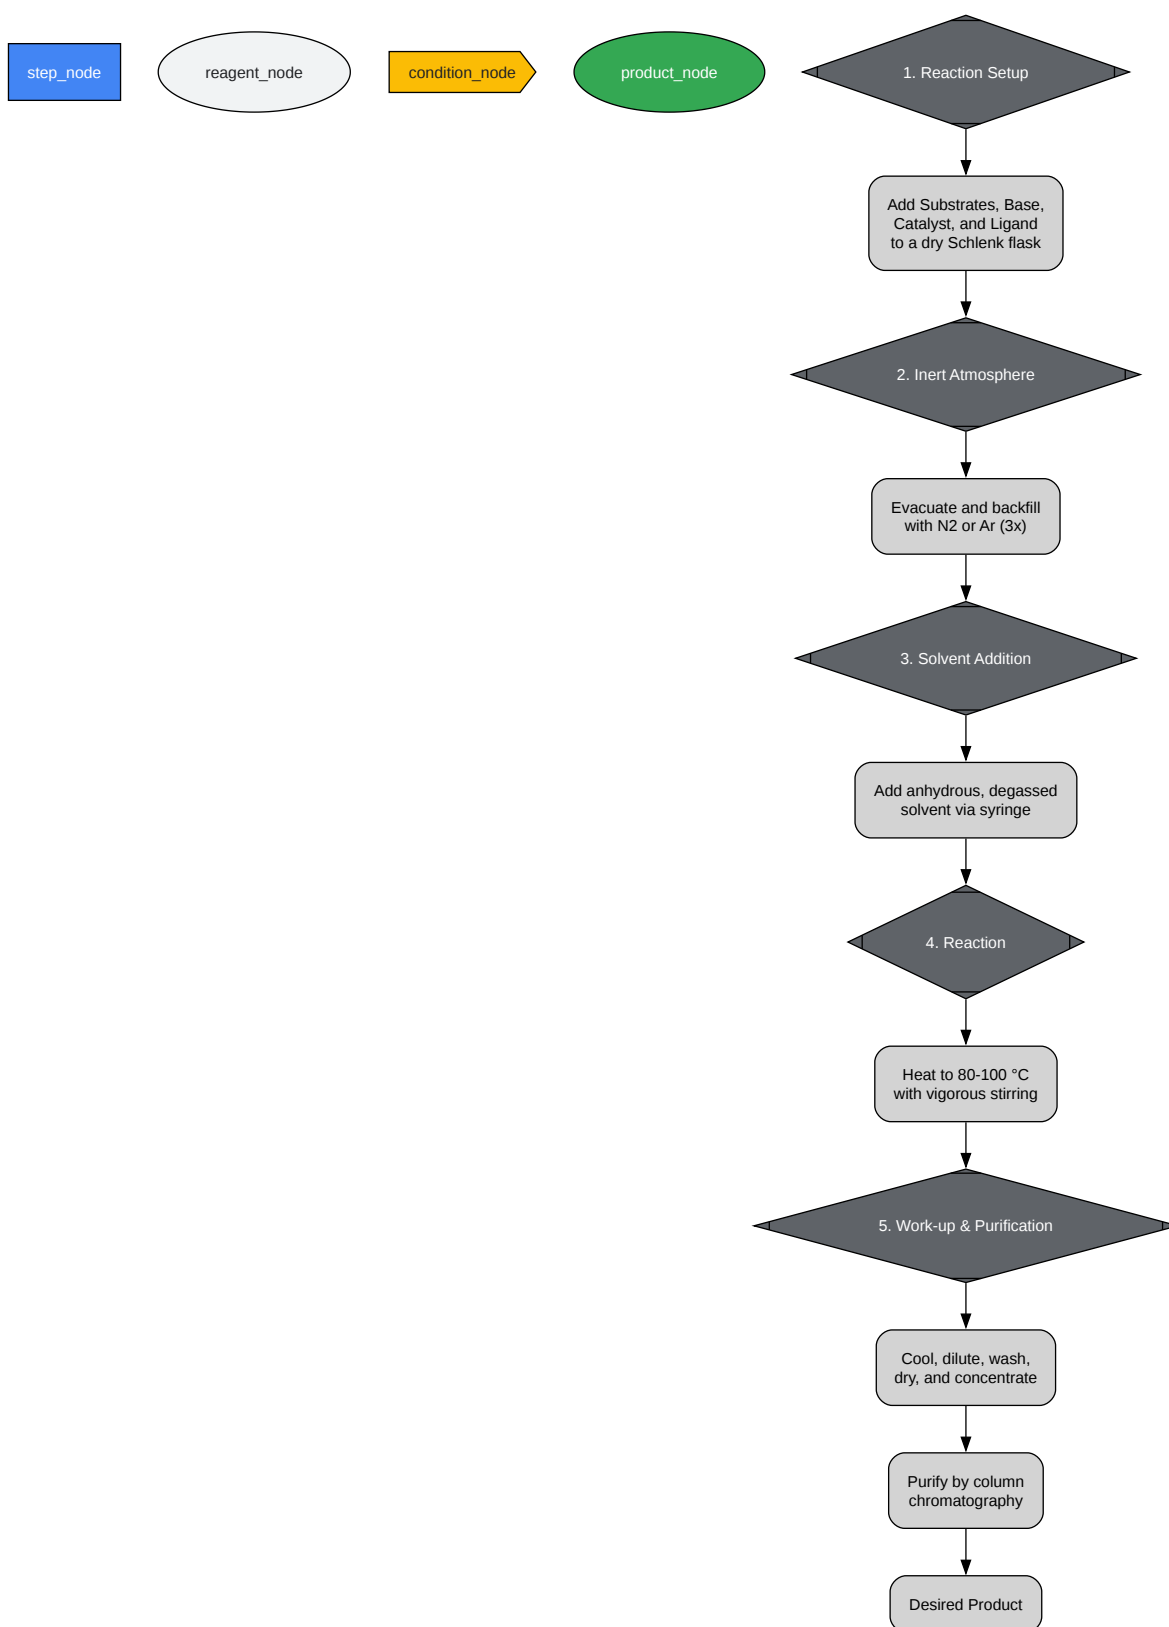 step_node
reagent_node
condition_node
product_node
1. Reaction Setup
Add Substrates, Base,
Catalyst, and Ligand
to a dry Schlenk flask
2. Inert Atmosphere
Evacuate and backfill
with N2 or Ar (3x)
3. Solvent Addition
Add anhydrous, degassed
solvent via syringe
4. Reaction
Heat to 80-100 °C
with vigorous stirring
5. Work-up & Purification
Cool, dilute, wash,
dry, and concentrate
Purify by column
chromatography
Desired Product